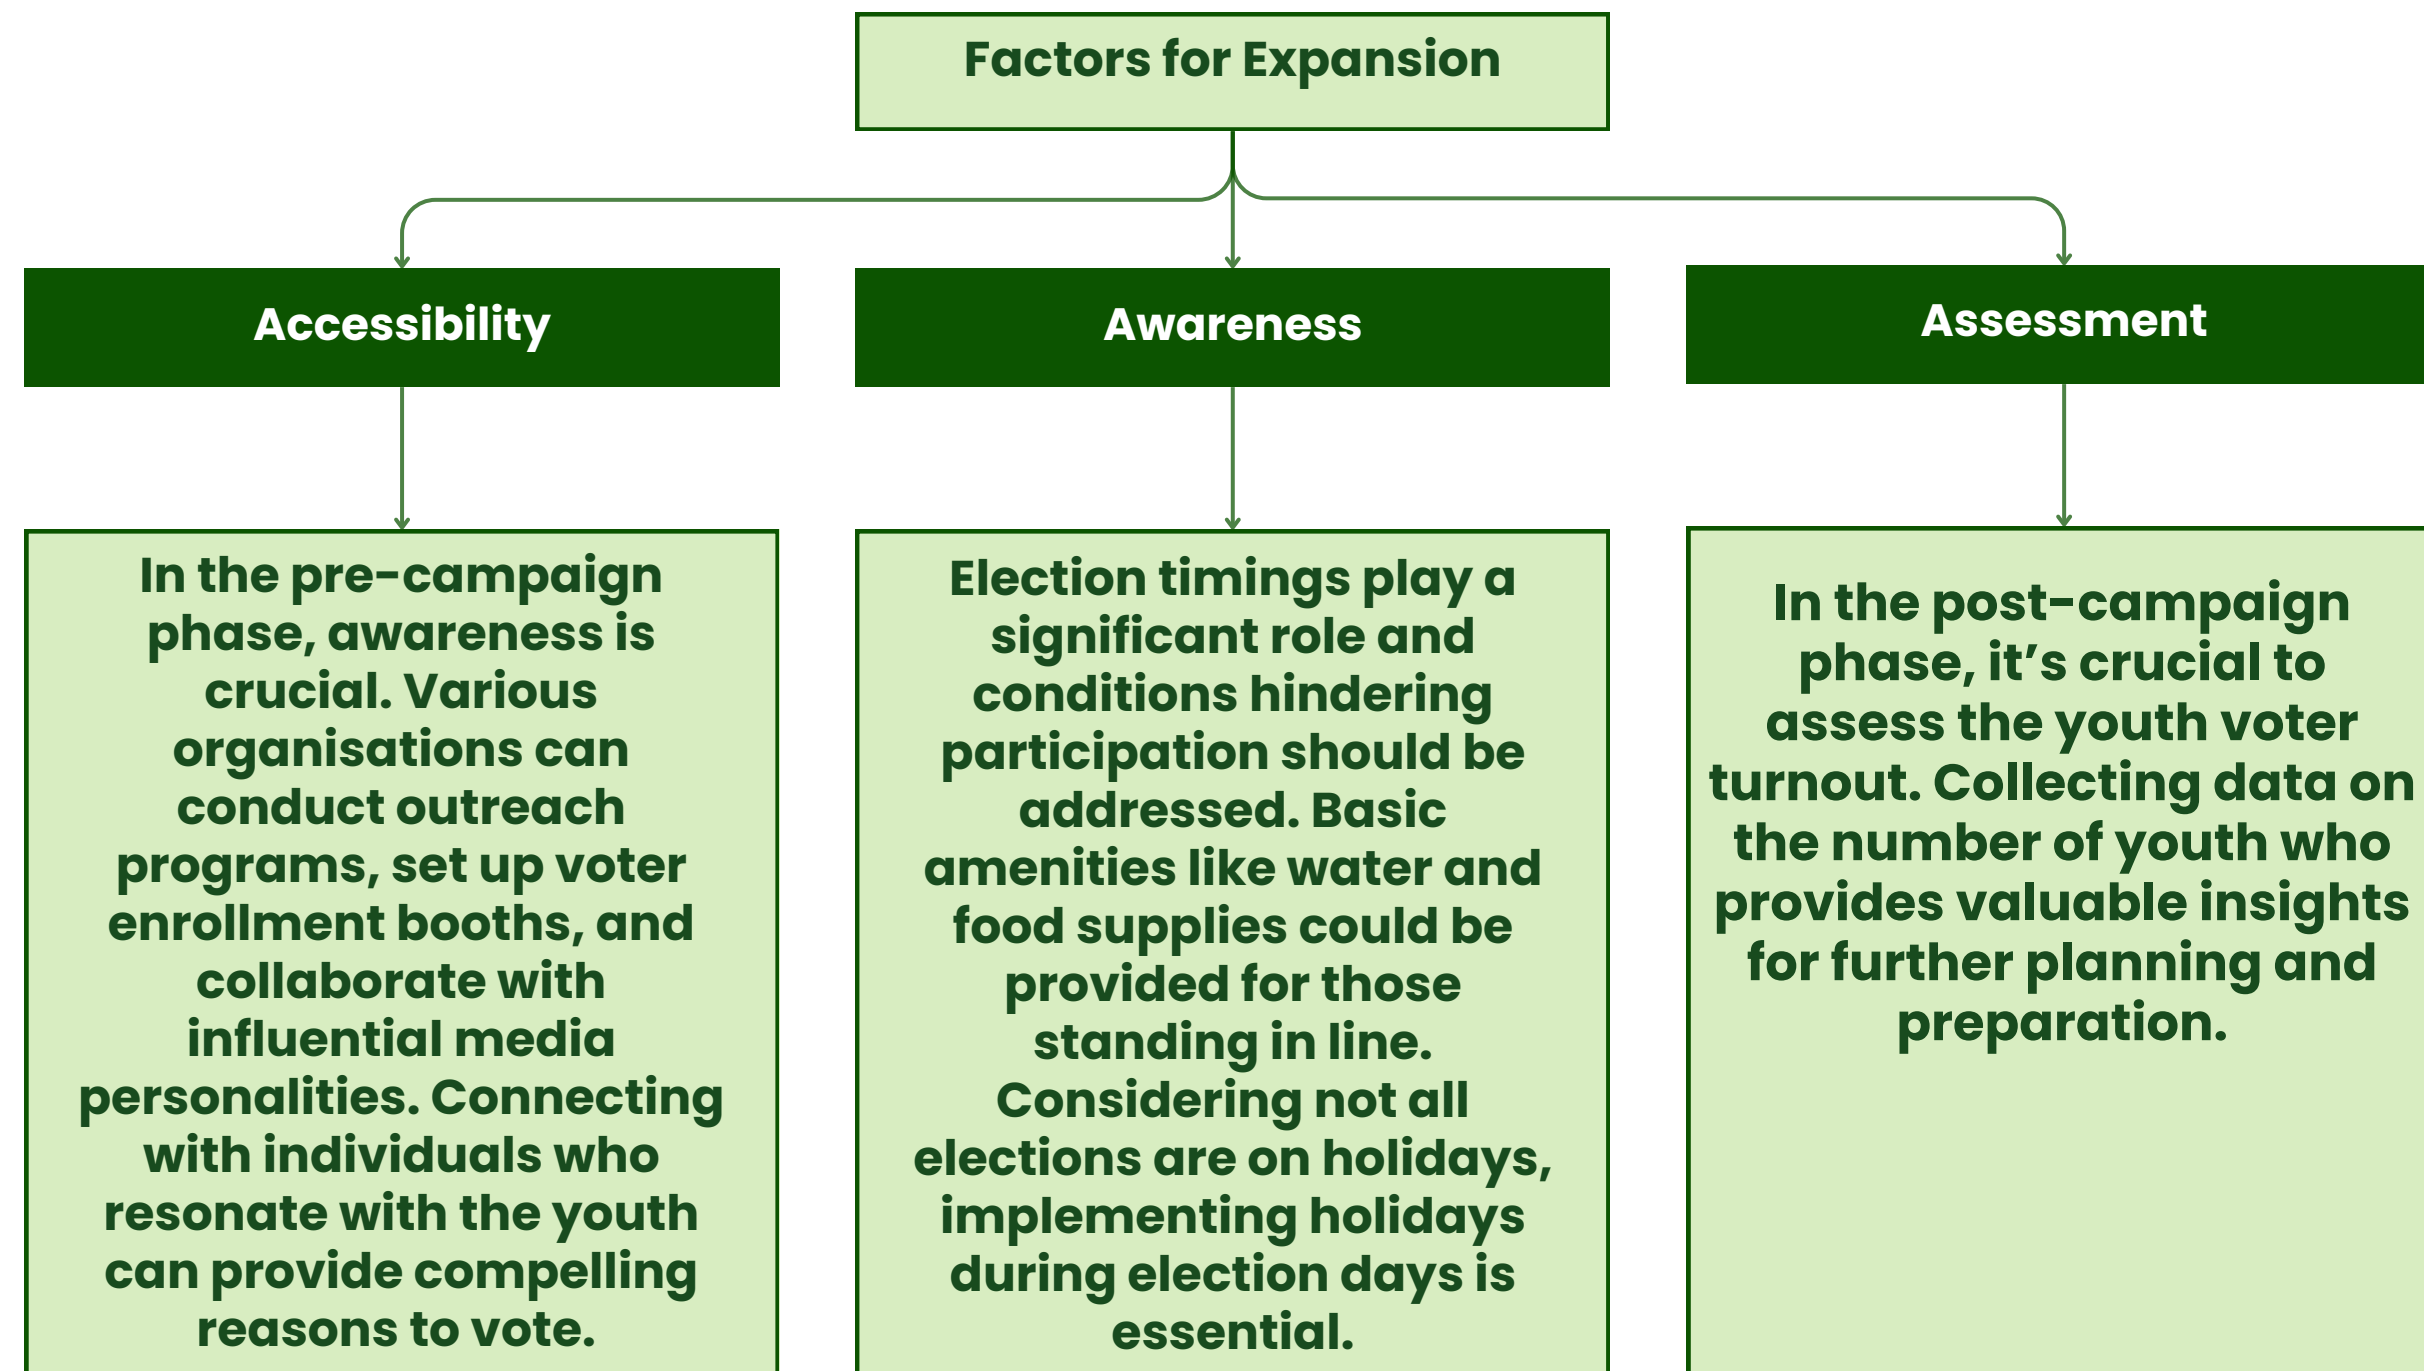 Factors for Expansion
Accessibility
Awareness
Assessment
In the pre-campaign
phase, awareness is
crucial. Various
organisations can
conduct outreach
programs, set up voter
enrollment booths, and
collaborate with
influential media
personalities. Connecting
with individuals who
resonate with the youth
can provide compelling
reasons to vote.
Election timings play a
significant role and
conditions hindering
participation should be
addressed. Basic
amenities like water and
food supplies could be
provided for those
standing in line.
Considering not all
elections are on holidays,
implementing holidays
during election days is
essential.
In the post-campaign
phase, it’s crucial to
assess the youth voter
turnout. Collecting data on
the number of youth who
provides valuable insights
for further planning and
preparation.